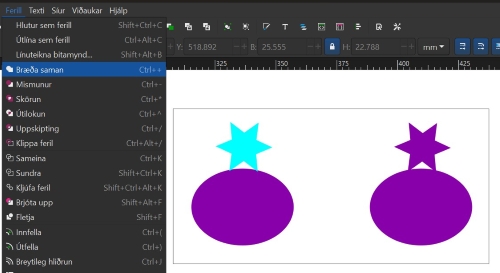 Ferill Texti Síur Viðaukar Hjálp
Hlutur sem ferill Shift+Ctrl+C
Útlína sem ferill Ctrl+Alt+C
Línuteikna bitamynd... Shift+Alt+B
Bræða saman Ctrl++
Mismunur Ctrl+-
Skörun Ctrl+*
Útilokun Ctrl+^
Uppskipting Ctrl+/
Klippa feril Ctrl+Alt+/
Sameina Ctrl+K
Sundra Shift+Ctrl+K
Kljúfa feril Shift+Ctrl+Alt+K
Brjóta upp Shift+F
Fletja Shift+F
Innfella Ctrl+(
Útfella Ctrl+)
Breytileg hliðrun Ctrl+J
Y: 518.892 − + B: 25.555 − + H: 22.788 − + mm
325 350 375 400 425